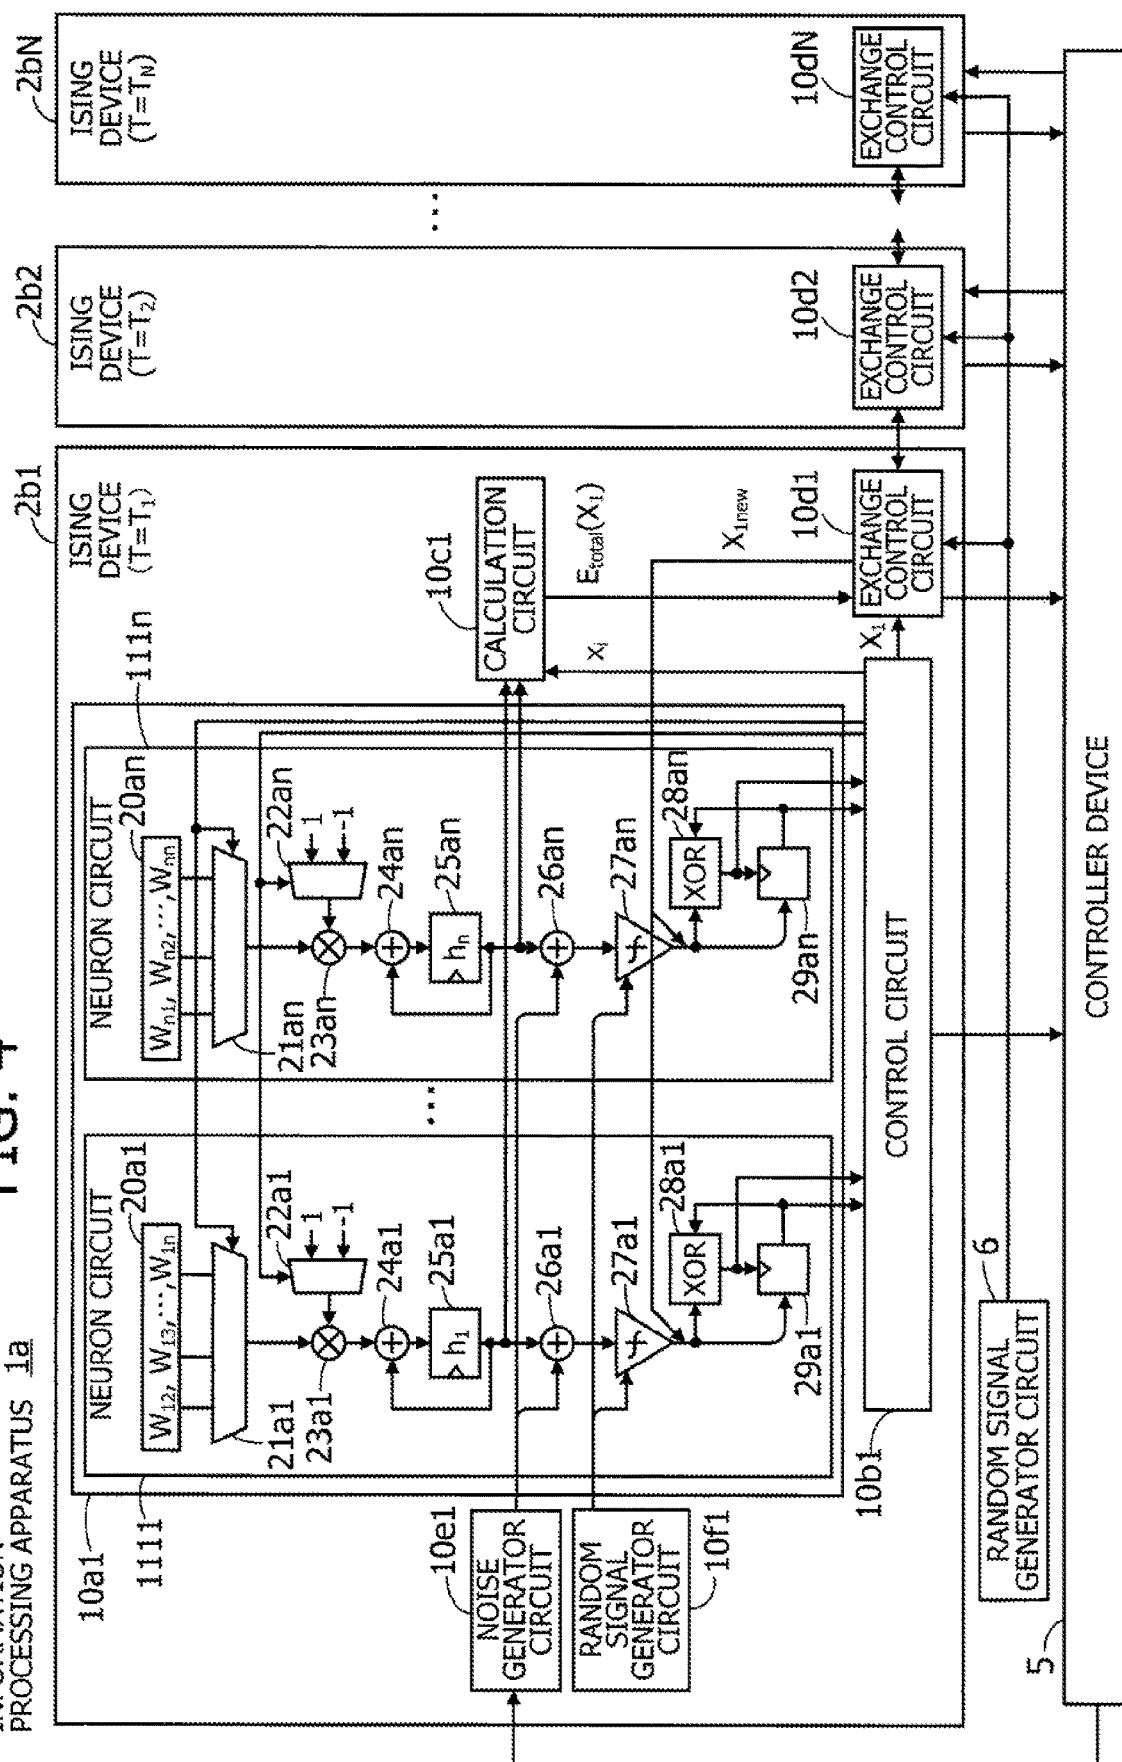 FIG. 4
INFORMATION
PROCESSING APPARATUS 1a
2b1
2b2
2bN
ISING
DEVICE
(T=T1)
ISING
DEVICE
(T=T2)
ISING
DEVICE
(T=TN)
10a1
1111
111n
NEURON CIRCUIT
20a1
W12, W13, ···, W1n
21a1
22a1
1
-1
23a1
24a1
25a1
h1
26a1
27a1
28a1
XOR
29a1
···
NEURON CIRCUIT
20an
Wn1, Wn2, ···, Wnn
21an
22an
1
-1
23an
24an
25an
hn
26an
27an
28an
XOR
29an
···
10e1
NOISE
GENERATOR
CIRCUIT
RANDOM
SIGNAL
GENERATOR
CIRCUIT
10f1
10c1
CALCULATION
CIRCUIT
Etotal(X1)
xi
X1new
10b1
CONTROL CIRCUIT
X1
10d1
EXCHANGE
CONTROL
CIRCUIT
10d2
EXCHANGE
CONTROL
CIRCUIT
10dN
EXCHANGE
CONTROL
CIRCUIT
6
RANDOM SIGNAL
GENERATOR CIRCUIT
5
CONTROLLER DEVICE